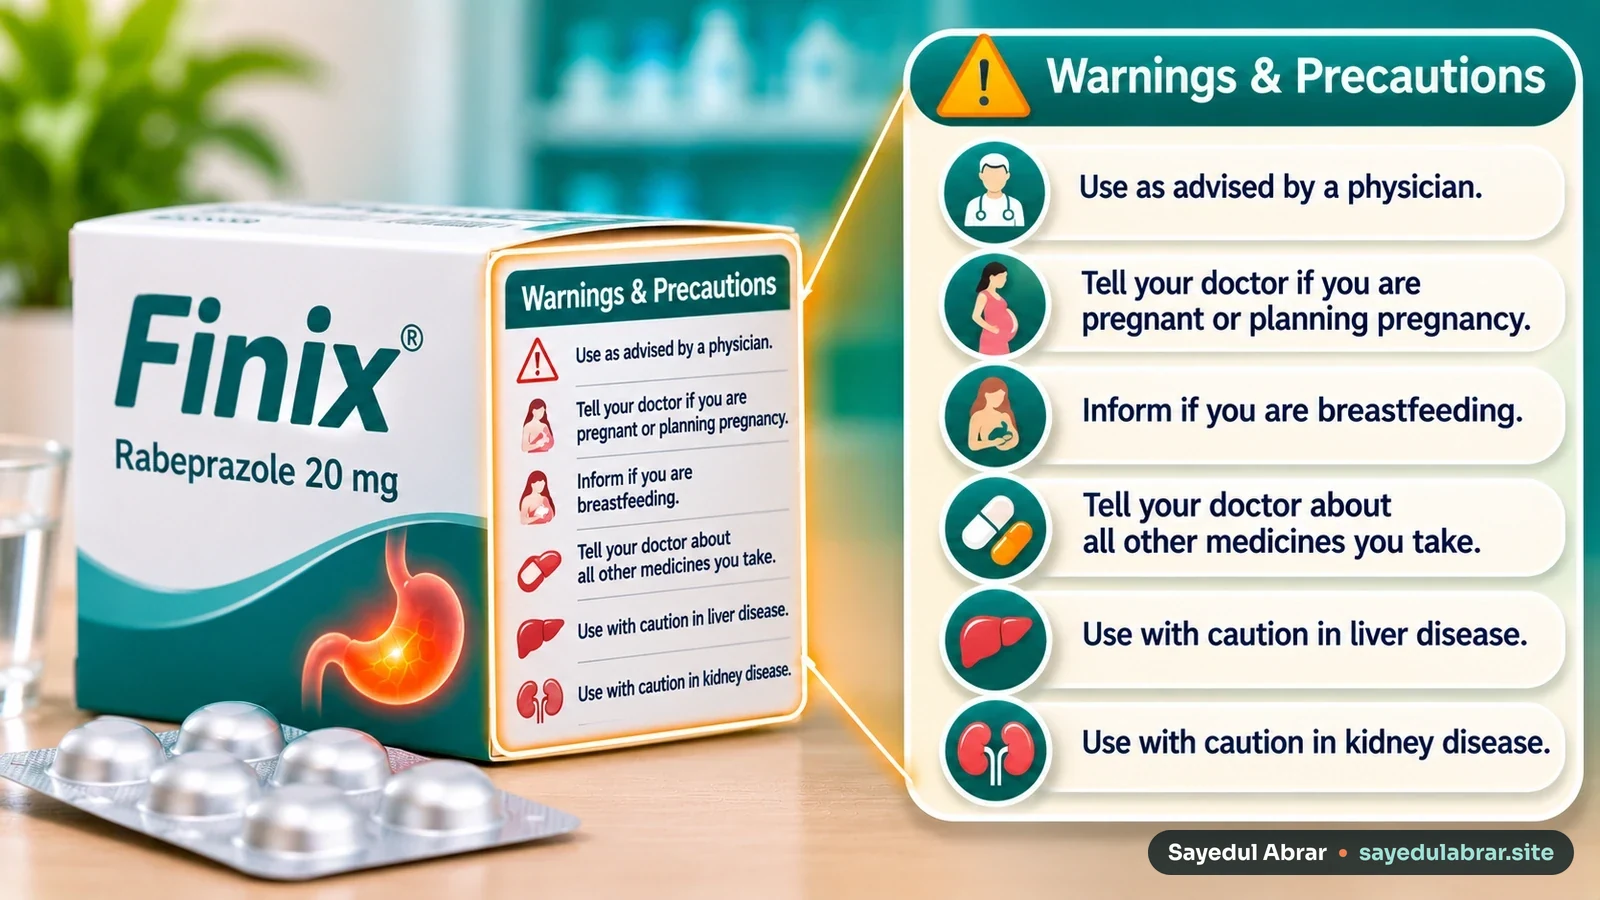 Finix®
Rabeprazole 20 mg
Warnings & Precautions
Use as advised by a physician.
Tell your doctor if you are
pregnant or planning pregnancy.
Inform if you are
breastfeeding.
Tell your doctor about
all other medicines you take.
Use with caution in liver disease.
Use with caution in kidney disease.
Warnings & Precautions
Use as advised by a physician.
Tell your doctor if you are
pregnant or planning pregnancy.
Inform if you are breastfeeding.
Tell your doctor about
all other medicines you take.
Use with caution in liver disease.
Use with caution in kidney disease.
Sayedul Abrar • sayedulabrar.site